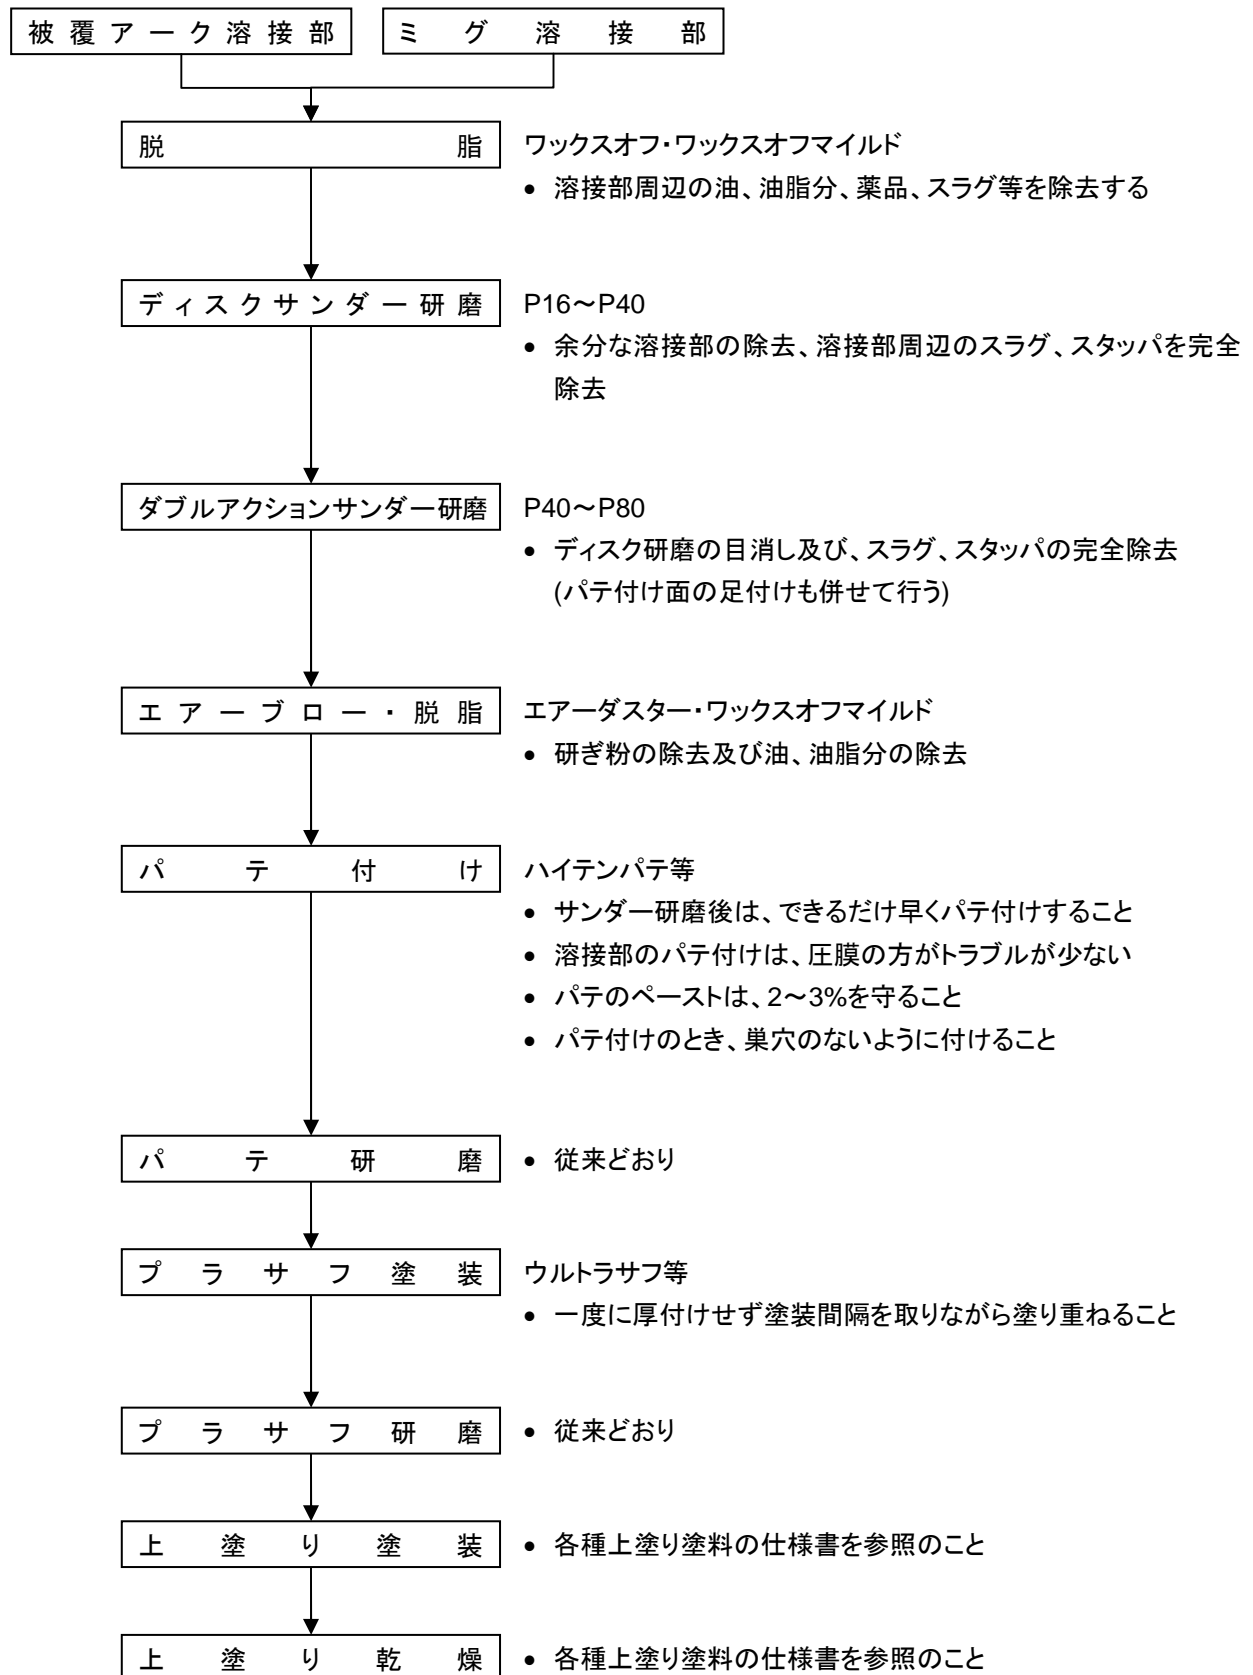 被覆アーク溶接部
ミグ溶接部
脱脂
ワックスオフ・ワックスオフマイルド
• 溶接部周辺の油、油脂分、薬品、スラグ等を除去する
ディスクサンダー研磨
P16～P40
• 余分な溶接部の除去、溶接部周辺のスラグ、スタッパを完全
除去
ダブルアクションサンダー研磨
P40～P80
• ディスク研磨の目消し及び、スラグ、スタッパの完全除去
(パテ付け面の足付けも併せて行う)
エアーブロー・脱脂
エアーダスター・ワックスオフマイルド
• 研ぎ粉の除去及び油、油脂分の除去
パテ付け
ハイテンパテ等
• サンダー研磨後は、できるだけ早くパテ付けすること
• 溶接部のパテ付けは、圧膜の方がトラブルが少ない
• パテのペーストは、2～3%を守ること
• パテ付けのとき、巣穴のないように付けること
パテ研磨
• 従来どおり
プラサフ塗装
ウルトラサフ等
• 一度に厚付けせず塗装間隔を取りながら塗り重ねること
プラサフ研磨
• 従来どおり
上塗り塗装
• 各種上塗り塗料の仕様書を参照のこと
上塗り乾燥
• 各種上塗り塗料の仕様書を参照のこと